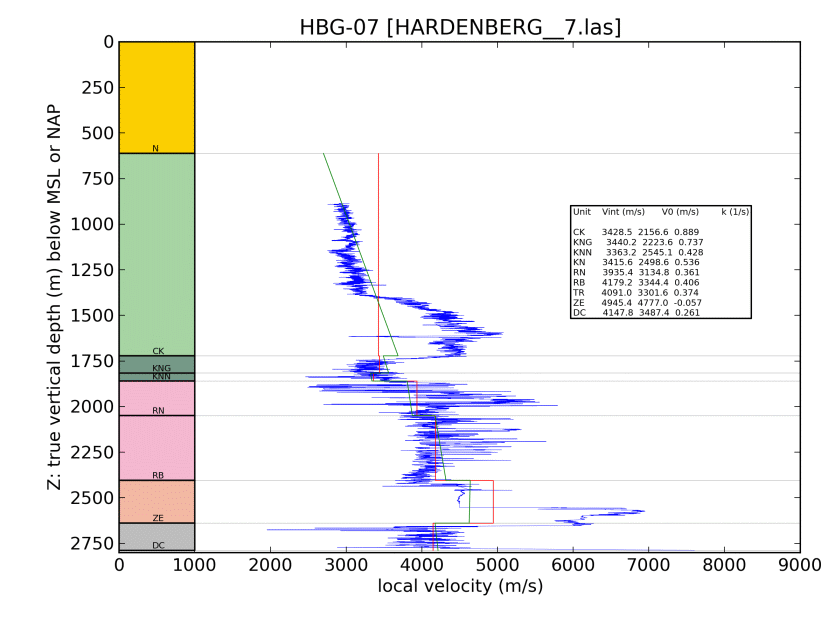 HBG-07 [HARDENBERG__7.las]
Z: true vertical depth (m) below MSL or NAP
0
250
500
750
1000
1250
1500
1750
2000
2250
2500
2750
N
CK
KNG
KNN
RN
RB
ZE
DC
Unit Vint (m/s) V0 (m/s) k (1/s)
CK 3428.5 2156.6 0.889
KNG 3440.2 2223.6 0.737
KNN 3363.2 2545.1 0.428
KN 3415.6 2498.6 0.536
RN 3935.4 3134.8 0.361
RB 4179.2 3344.4 0.406
TR 4091.0 3301.6 0.374
ZE 4945.4 4777.0 -0.057
DC 4147.8 3487.4 0.261
0 1000 2000 3000 4000 5000 6000 7000 8000 9000
local velocity (m/s)